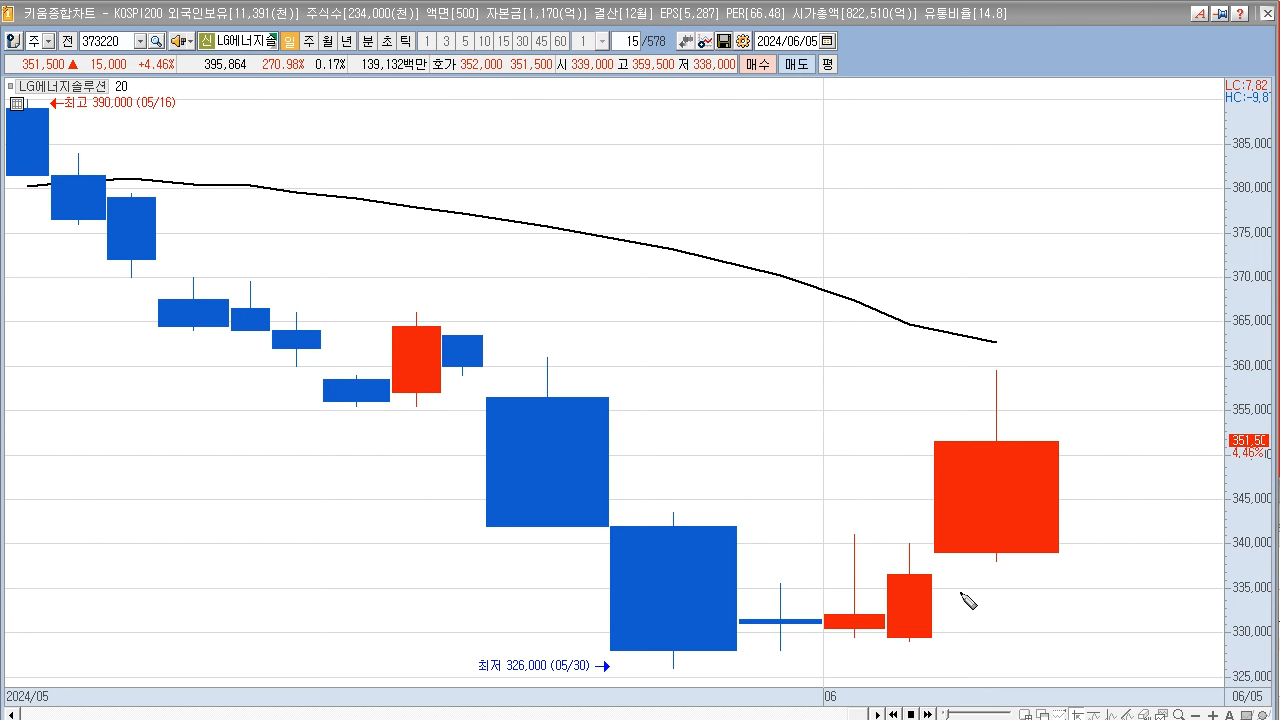 키움종합차트 - KOSPI200 외국인보유[11,391(천)] 주식수[234,000(천)] 액면[500] 자본금[1,170(억)] 결산[12월] EPS[5,287] PER[66.48] 시가총액[822,510(억)] 유통비율[14.8]
주 전 373220 신 LG에너지솔 일 주 월 년 분 초 틱 1 3 5 10 15 30 45 60 1 15 /578 2024/06/05
351,500 ▲ 15,000 +4.46% 395,864 270.98% 0.17% 139,132백만 호가 352,000 351,500 시 339,000 고 359,500 저 338,000 매수 매도 평
LG에너지솔루션 20
LC:7,82
HC:-9,8
최고 390,000 (05/16)
385,000
380,000
375,000
370,000
365,000
360,000
355,000
351,50
4.46%
345,000
340,000
335,000
330,000
325,000
최저 326,000 (05/30)
2024/05
06
06/05